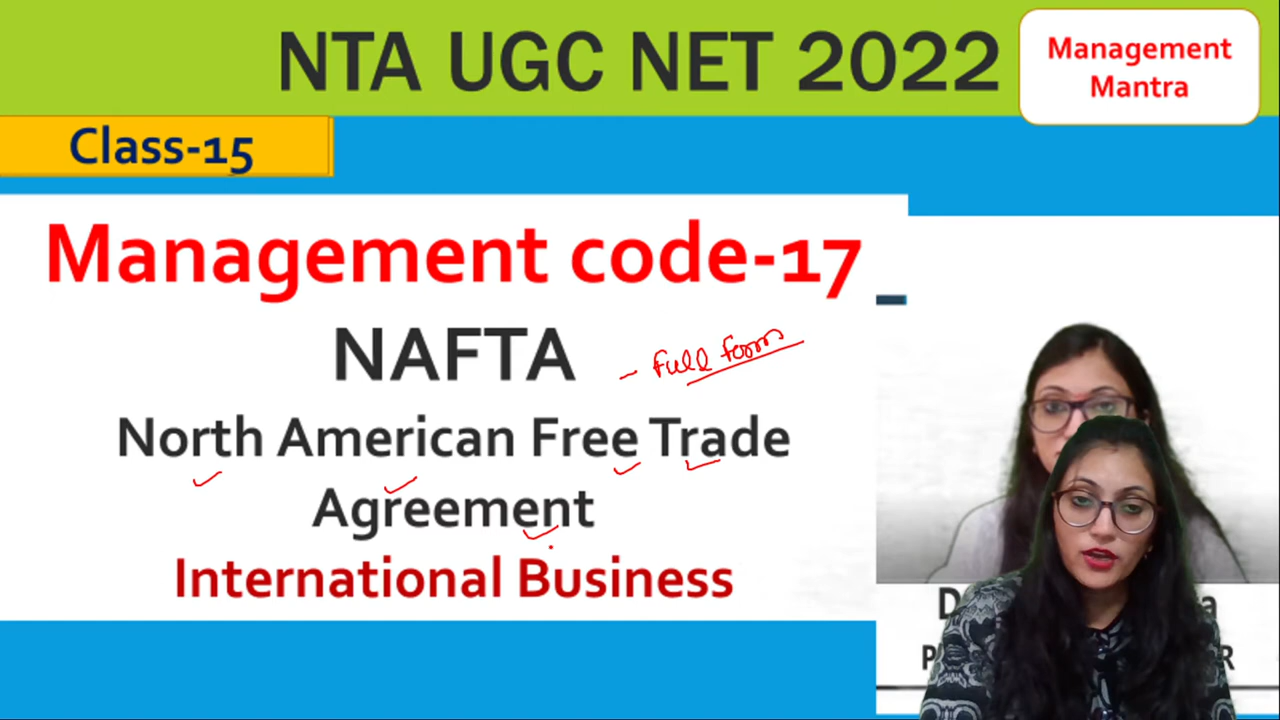 NTA UGC NET 2022
Management
Mantra
Class-15
Management code-17
NAFTA
- Full form
North American Free Trade
Agreement
International Business